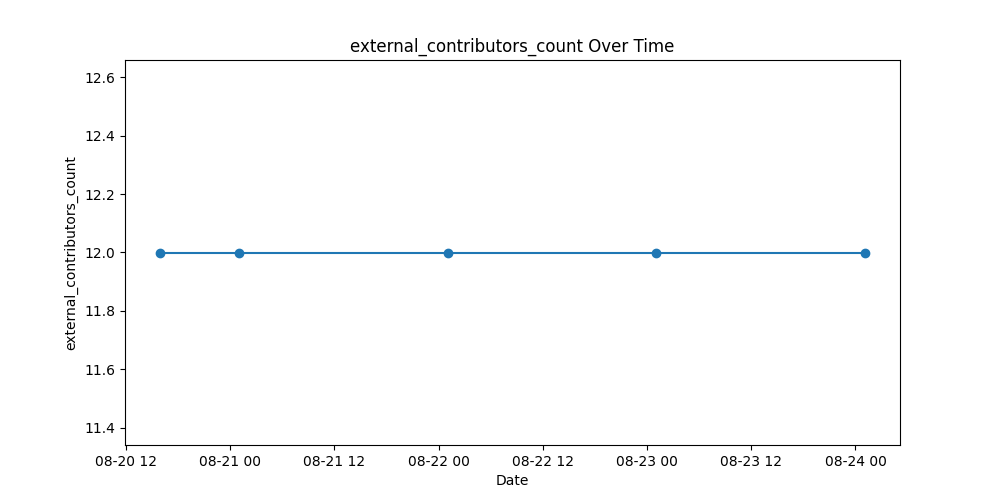 external_contributors_count Over Time
external_contributors_count
12.6
12.4
12.2
12.0
11.8
11.6
11.4
08-20 12 08-21 00 08-21 12 08-22 00 08-22 12 08-23 00 08-23 12 08-24 00
Date